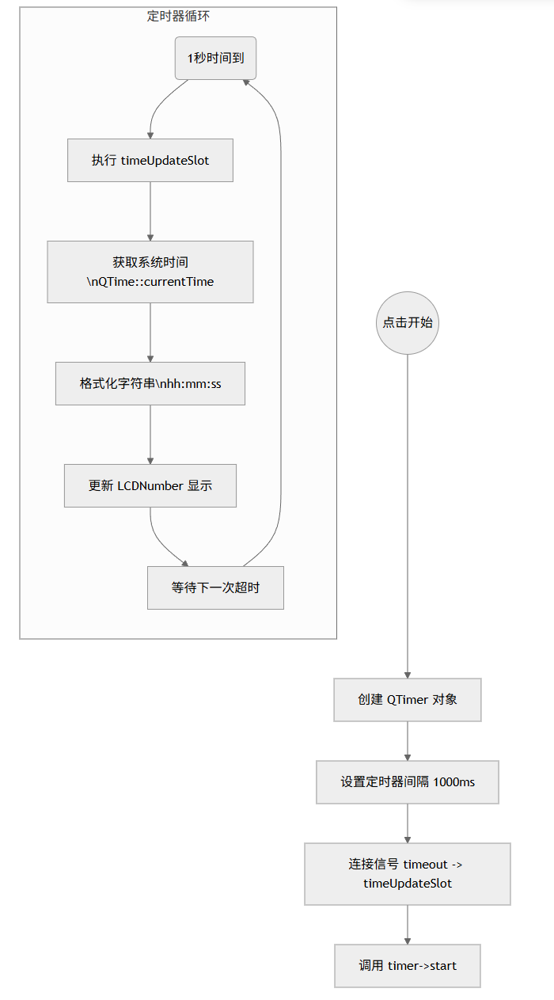 定时器循环
1秒时间到
执行 timeUpdateSlot
获取系统时间
\nQTime::currentTime
格式化字符串\nhh:mm:ss
更新 LCDNumber 显示
等待下一次超时
点击开始
创建 QTimer 对象
设置定时器间隔 1000ms
连接信号 timeout ->
timeUpdateSlot
调用 timer->start